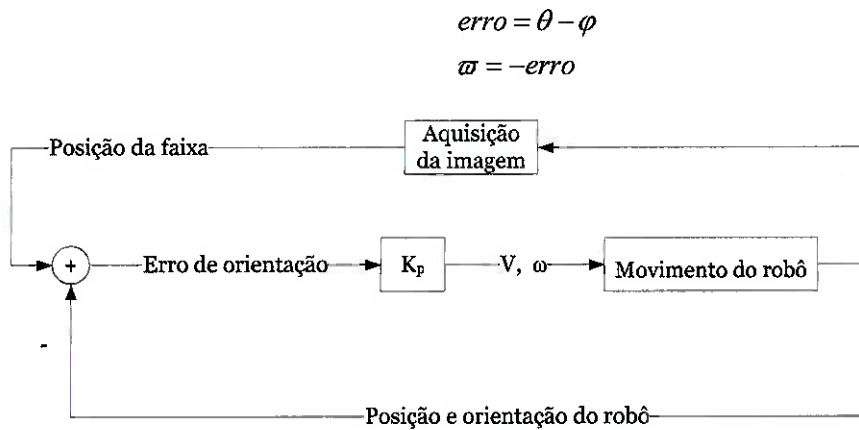 erro = θ − φ
ϖ = −erro
Posição da faixa
Aquisição
da imagem
+
Erro de orientação
Kₚ
V, ω
Movimento do robô
-
Posição e orientação do robô